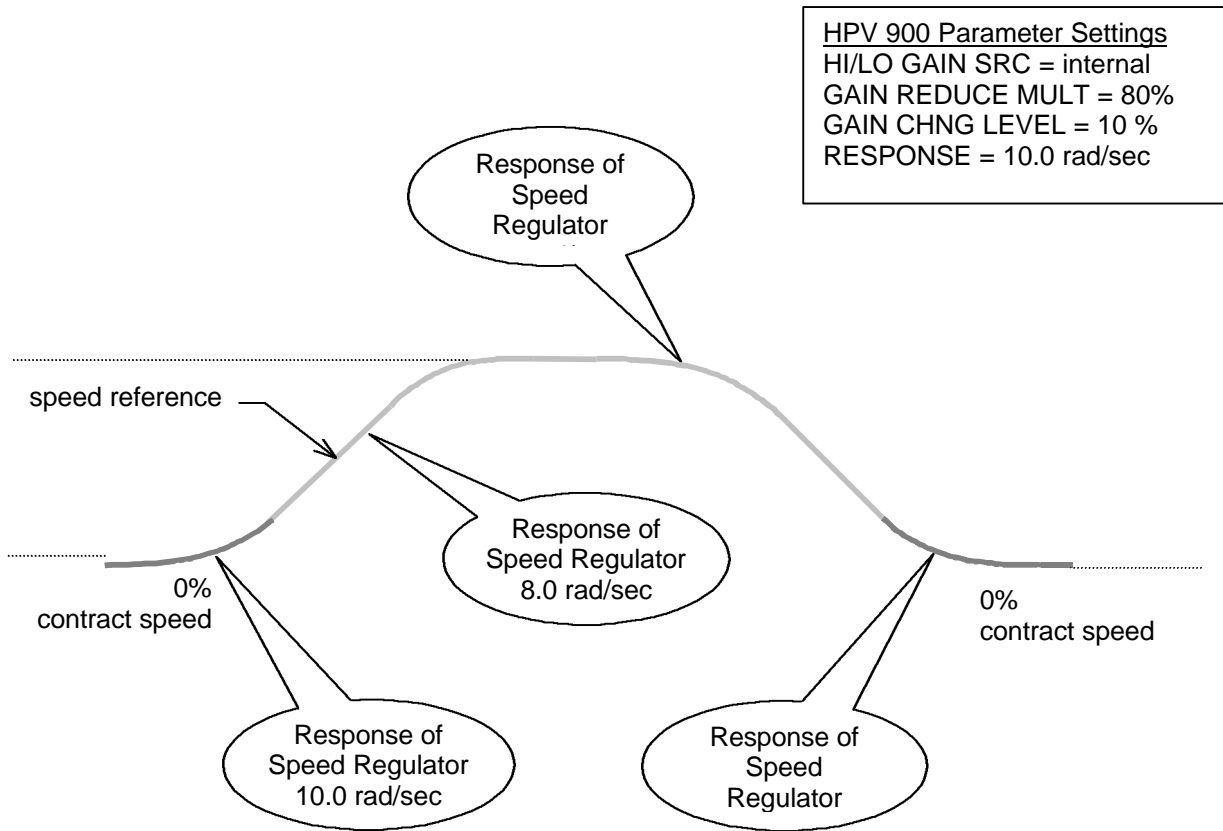 HPV 900 Parameter Settings
HI/LO GAIN SRC = internal
GAIN REDUCE MULT = 80%
GAIN CHNG LEVEL = 10 %
RESPONSE = 10.0 rad/sec
Response of
Speed
Regulator
speed reference
Response of
Speed Regulator
8.0 rad/sec
0%
contract speed
0%
contract speed
Response of
Speed Regulator
10.0 rad/sec
Response of
Speed
Regulator